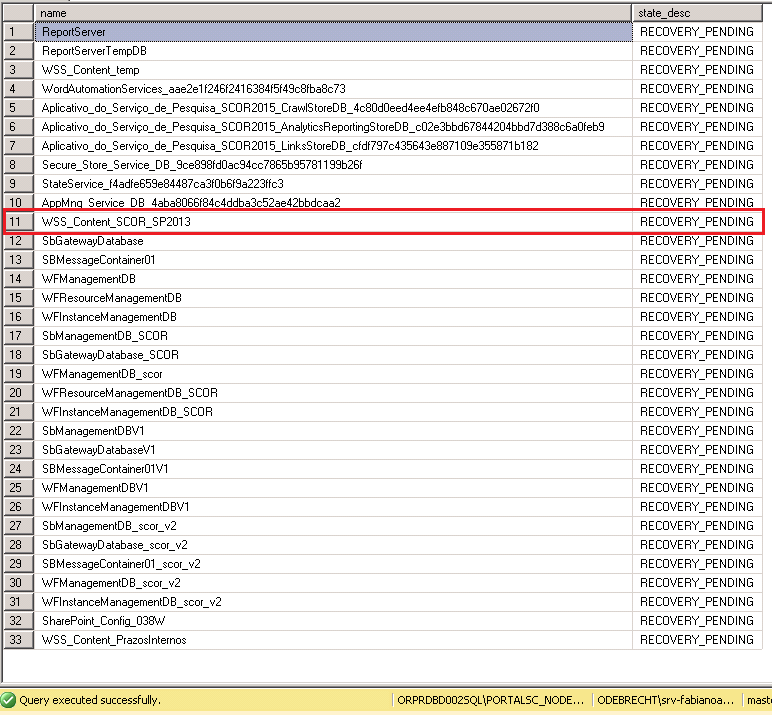 name state_desc
1 ReportServer RECOVERY_PENDING
2 ReportServerTempDB RECOVERY_PENDING
3 WSS_Content_temp RECOVERY_PENDING
4 WordAutomationServices_aae2e1f246f2416384f5f49c8fba8c73 RECOVERY_PENDING
5 Aplicativo_do_Serviço_de_Pesquisa_SCOR2015_CrawlStoreDB_4c80d0eed4ee4efb848c670ae02672f0 RECOVERY_PENDING
6 Aplicativo_do_Serviço_de_Pesquisa_SCOR2015_AnalyticsReportingStoreDB_c02e3bbd67844204bbd7d388c6a0feb9 RECOVERY_PENDING
7 Aplicativo_do_Serviço_de_Pesquisa_SCOR2015_LinksStoreDB_cfdf797c435643e887109e355871b182 RECOVERY_PENDING
8 Secure_Store_Service_DB_9ce898fd0ac94cc7865b95781199b26f RECOVERY_PENDING
9 StateService_f4adfe659e84487ca3f0b6f9a223ffc3 RECOVERY_PENDING
10 AppMng_Service_DB_4aba8066f84c4ddba3c52ae42bbdcaa2 RECOVERY_PENDING
11 WSS_Content_SCOR_SP2013 RECOVERY_PENDING
12 SbGatewayDatabase RECOVERY_PENDING
13 SBMessageContainer01 RECOVERY_PENDING
14 WFManagementDB RECOVERY_PENDING
15 WFResourceManagementDB RECOVERY_PENDING
16 WFInstanceManagementDB RECOVERY_PENDING
17 SbManagementDB_SCOR RECOVERY_PENDING
18 SbGatewayDatabase_SCOR RECOVERY_PENDING
19 WFManagementDB_scor RECOVERY_PENDING
20 WFResourceManagementDB_SCOR RECOVERY_PENDING
21 WFInstanceManagementDB_SCOR RECOVERY_PENDING
22 SbManagementDBV1 RECOVERY_PENDING
23 SbGatewayDatabaseV1 RECOVERY_PENDING
24 SBMessageContainer01V1 RECOVERY_PENDING
25 WFManagementDBV1 RECOVERY_PENDING
26 WFInstanceManagementDBV1 RECOVERY_PENDING
27 SbManagementDB_scor_v2 RECOVERY_PENDING
28 SbGatewayDatabase_scor_v2 RECOVERY_PENDING
29 SBMessageContainer01_scor_v2 RECOVERY_PENDING
30 WFManagementDB_scor_v2 RECOVERY_PENDING
31 WFInstanceManagementDB_scor_v2 RECOVERY_PENDING
32 SharePoint_Config_038W RECOVERY_PENDING
33 WSS_Content_PrazosInternos RECOVERY_PENDING
Query executed successfully. ORPRDBD002SQL\PORTALSC_NODE... ODEBRECHT\srv-fabianoa... maste